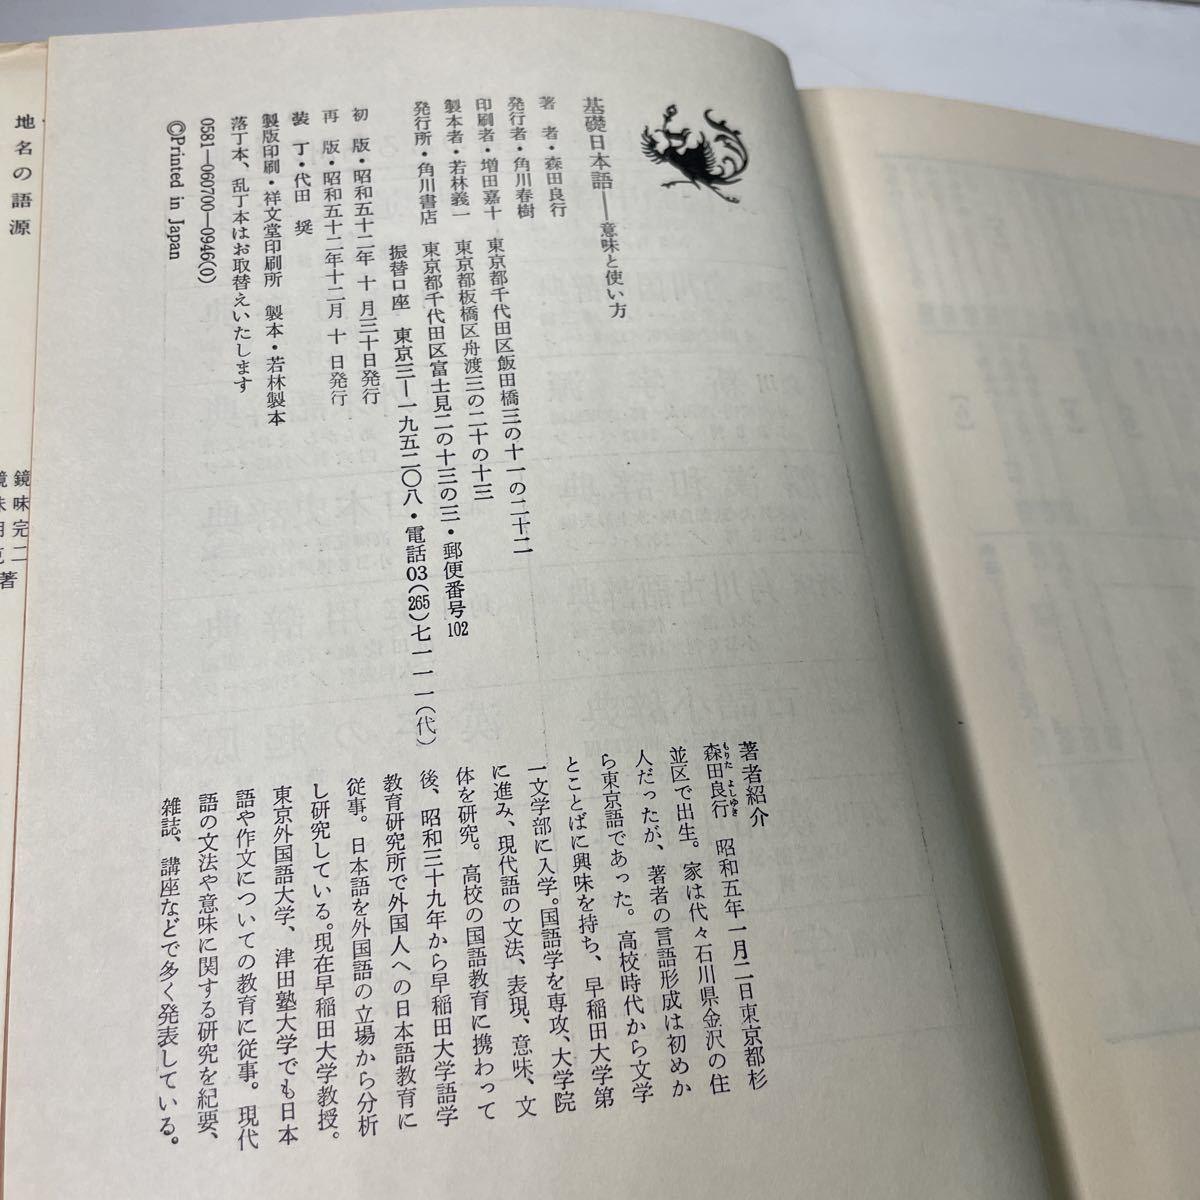 基礎日本語――意味と使い方
著　者・森田良行
発行者・角川春樹　東京都千代田区飯田橋三の十一の二十二
印刷者・増田嘉十
製本者・若林義一　東京都板橋区舟渡三の二十の十三
発行所・角川書店　東京都千代田区富士見二の十三の三・郵便番号102
振替口座　東京三―一九五二〇八・電話03(265)七一一一(代)
初　版・昭和五十二年　十　月三十日発行
再　版・昭和五十二年十二月　十　日発行
装　丁・代田　奨
製版印刷・祥文堂印刷所　製本・若林製本
落丁本、乱丁本はお取替えいたします
0581―060700―0946(0)
©Printed in Japan
著者紹介
森田良行　昭和五年一月二日東京都杉
もりた　よしゆき
並区で出生。家は代々石川県金沢の住
人だったが、著者の言語形成は初めか
ら東京語であった。高校時代から文学
とことばに興味を持ち、早稲田大学第
一文学部に入学。国語学を専攻、大学院
に進み、現代語の文法、表現、意味、文
体を研究。高校の国語教育に携わって
後、昭和三十九年から早稲田大学語学
教育研究所で外国人への日本語教育に
従事。日本語を外国語の立場から分析
し研究している。現在早稲田大学教授。
東京外国語大学、津田塾大学でも日本
語や作文についての教育に従事。現代
語の文法や意味に関する研究を紀要、
雑誌、講座などで多く発表している。
地名の語源
鏡味完二
鏡味明克　著